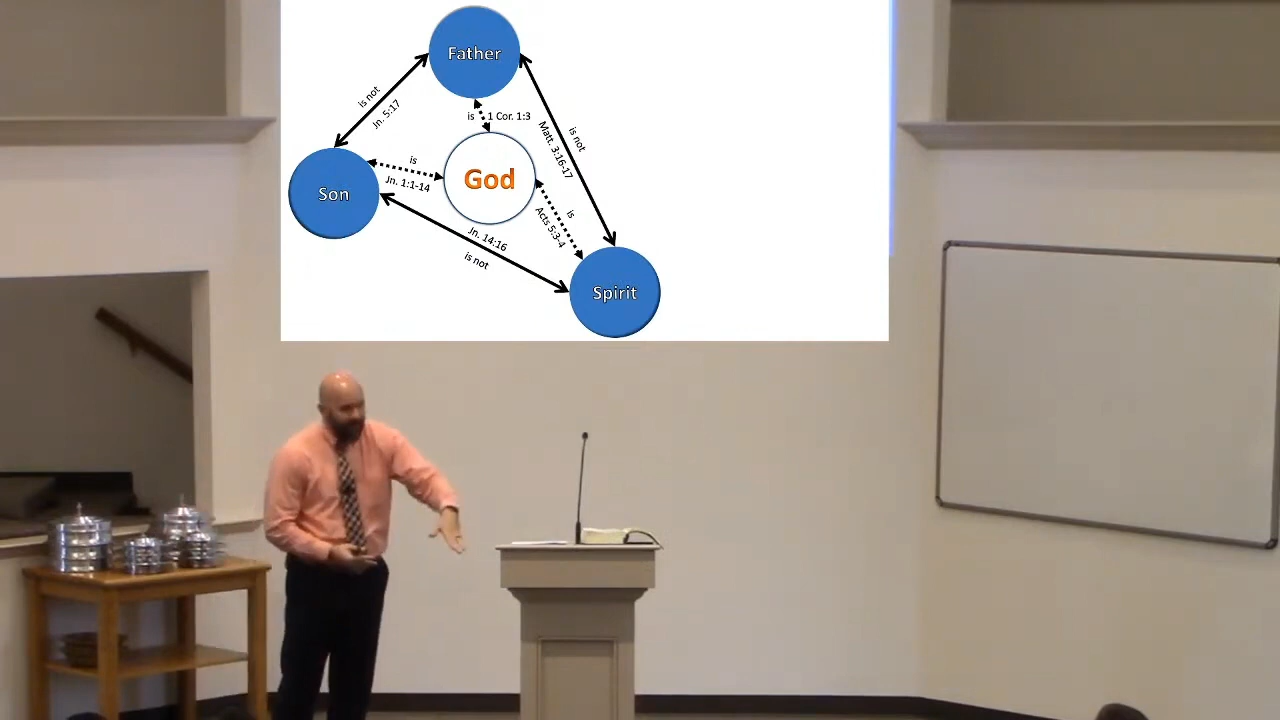 Father
is not
Jn. 5:17
is
1 Cor. 1:3
is not
Matt. 3:16-17
is
Jn. 1:1-14
God
Son
is
Acts 5:3-4
Jn. 14:16
is not
Spirit